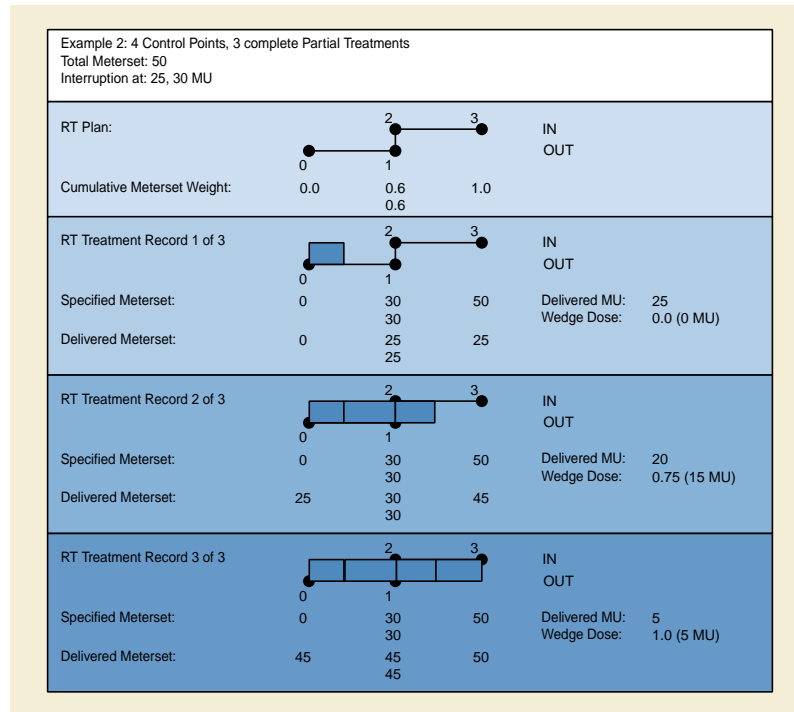 Example 2: 4 Control Points, 3 complete Partial Treatments
Total Meterset: 50
Interruption at: 25, 30 MU
RT Plan:
2 3 IN
OUT
0 1
Cumulative Meterset Weight: 0.0 0.6 1.0
0.6
RT Treatment Record 1 of 3
2 3 IN
OUT
0 1
Specified Meterset: 0 30 50 Delivered MU: 25
30 Wedge Dose: 0.0 (0 MU)
Delivered Meterset: 0 25 25
25
RT Treatment Record 2 of 3
2 3 IN
OUT
0 1
Specified Meterset: 0 30 50 Delivered MU: 20
30 Wedge Dose: 0.75 (15 MU)
Delivered Meterset: 25 30 45
30
RT Treatment Record 3 of 3
2 3 IN
OUT
0 1
Specified Meterset: 0 30 50 Delivered MU: 5
30 Wedge Dose: 1.0 (5 MU)
Delivered Meterset: 45 45 50
45